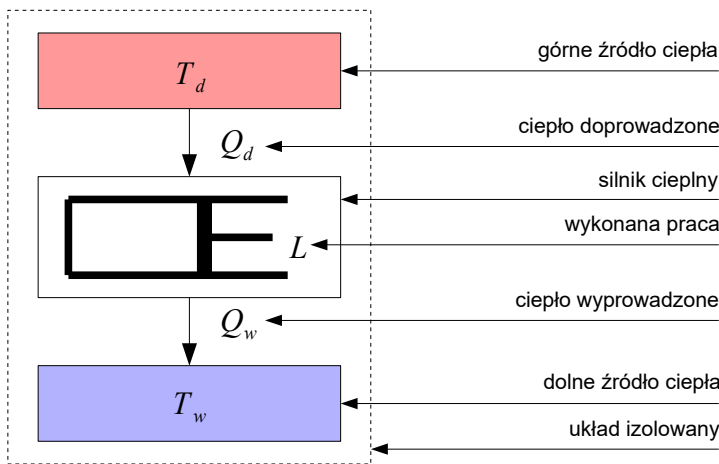 górne źródło ciepła
T_d
ciepło doprowadzone
Q_d
silnik cieplny
wykonana praca
L
ciepło wyprowadzone
Q_w
dolne źródło ciepła
T_w
układ izolowany